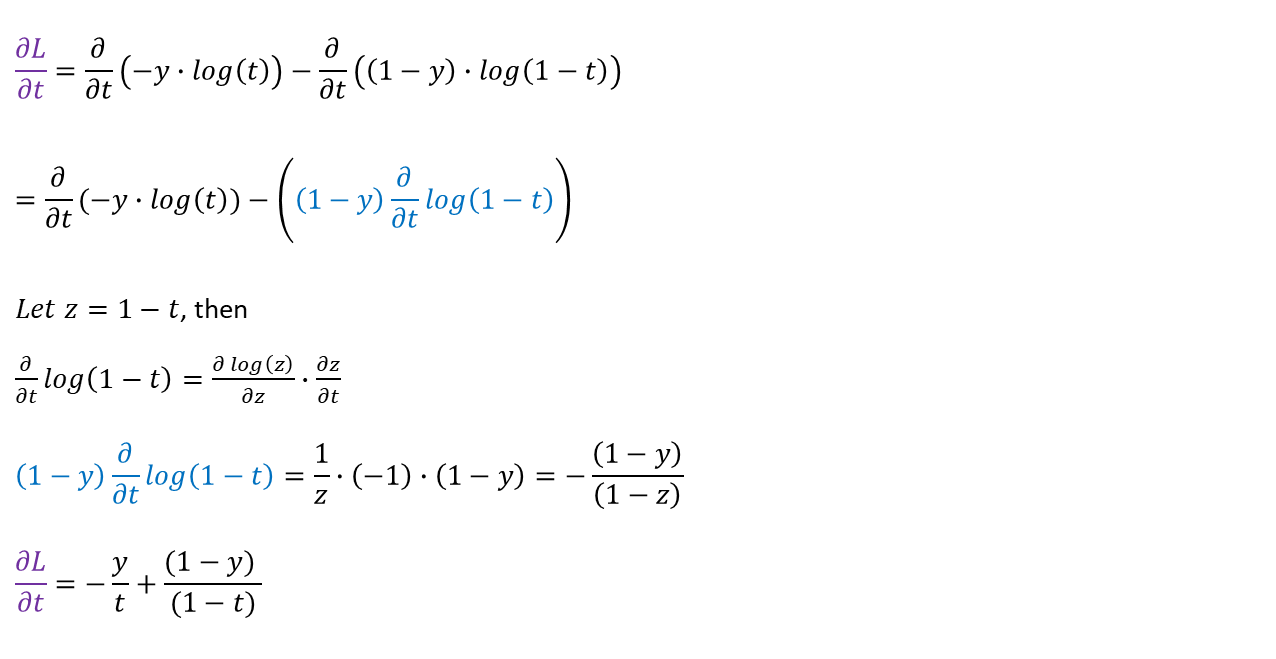 ∂L/∂t = ∂/∂t (−y · log(t)) − ∂/∂t ((1 − y) · log(1 − t))
= ∂/∂t (−y · log(t)) − ((1 − y) ∂/∂t log(1 − t))
Let z = 1 − t, then
∂/∂t log(1 − t) = ∂ log(z)/∂z · ∂z/∂t
(1 − y) ∂/∂t log(1 − t) = 1/z · (−1) · (1 − y) = − (1 − y)/(1 − z)
∂L/∂t = − y/t + (1 − y)/(1 − t)